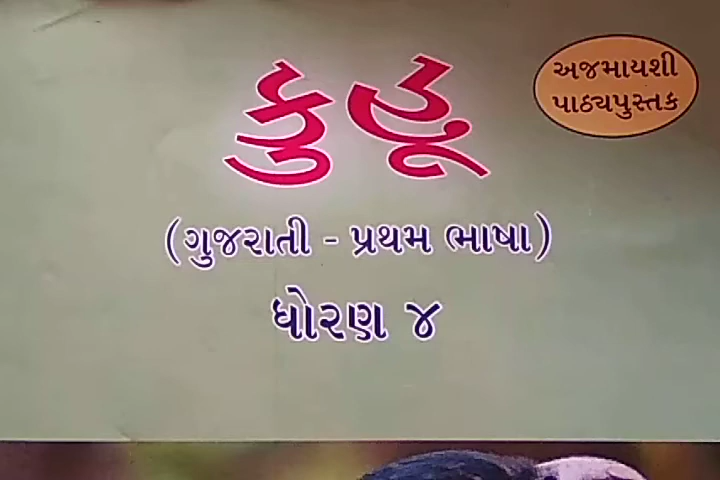 અજમાયશી
પાઠ્યપુસ્તક
કુહૂ
(ગુજરાતી - પ્રથમ ભાષા)
ધોરણ ૪